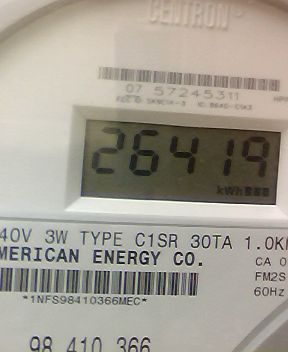 CENTRON®
07 57245311
26419
kWh
40V 3W TYPE C1SR 30TA 1.0K
MERICAN ENERGY CO.
CA 0
FM2S
*1NFS98410366MEC*
60Hz
98 410 366